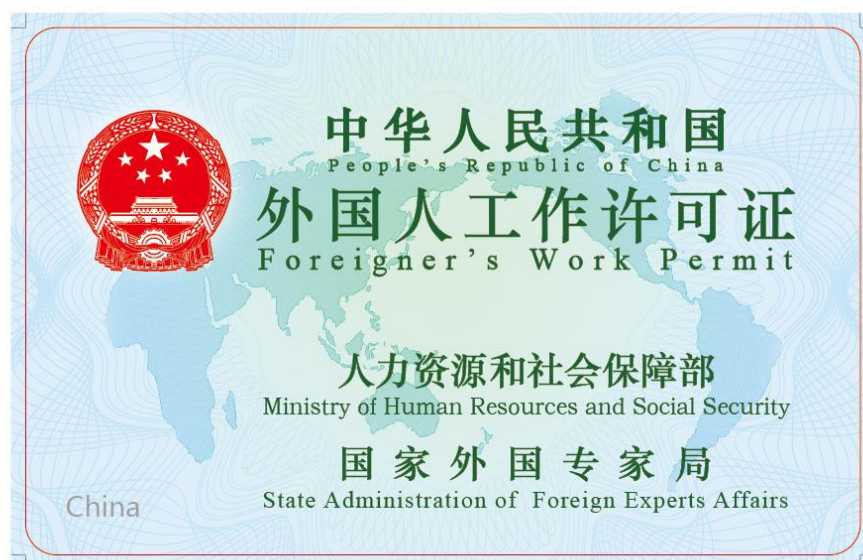 中华人民共和国
People's Republic of China
外国人工作许可证
Foreigner's Work Permit
人力资源和社会保障部
Ministry of Human Resources and Social Security
国家外国专家局
State Administration of Foreign Experts Affairs
China